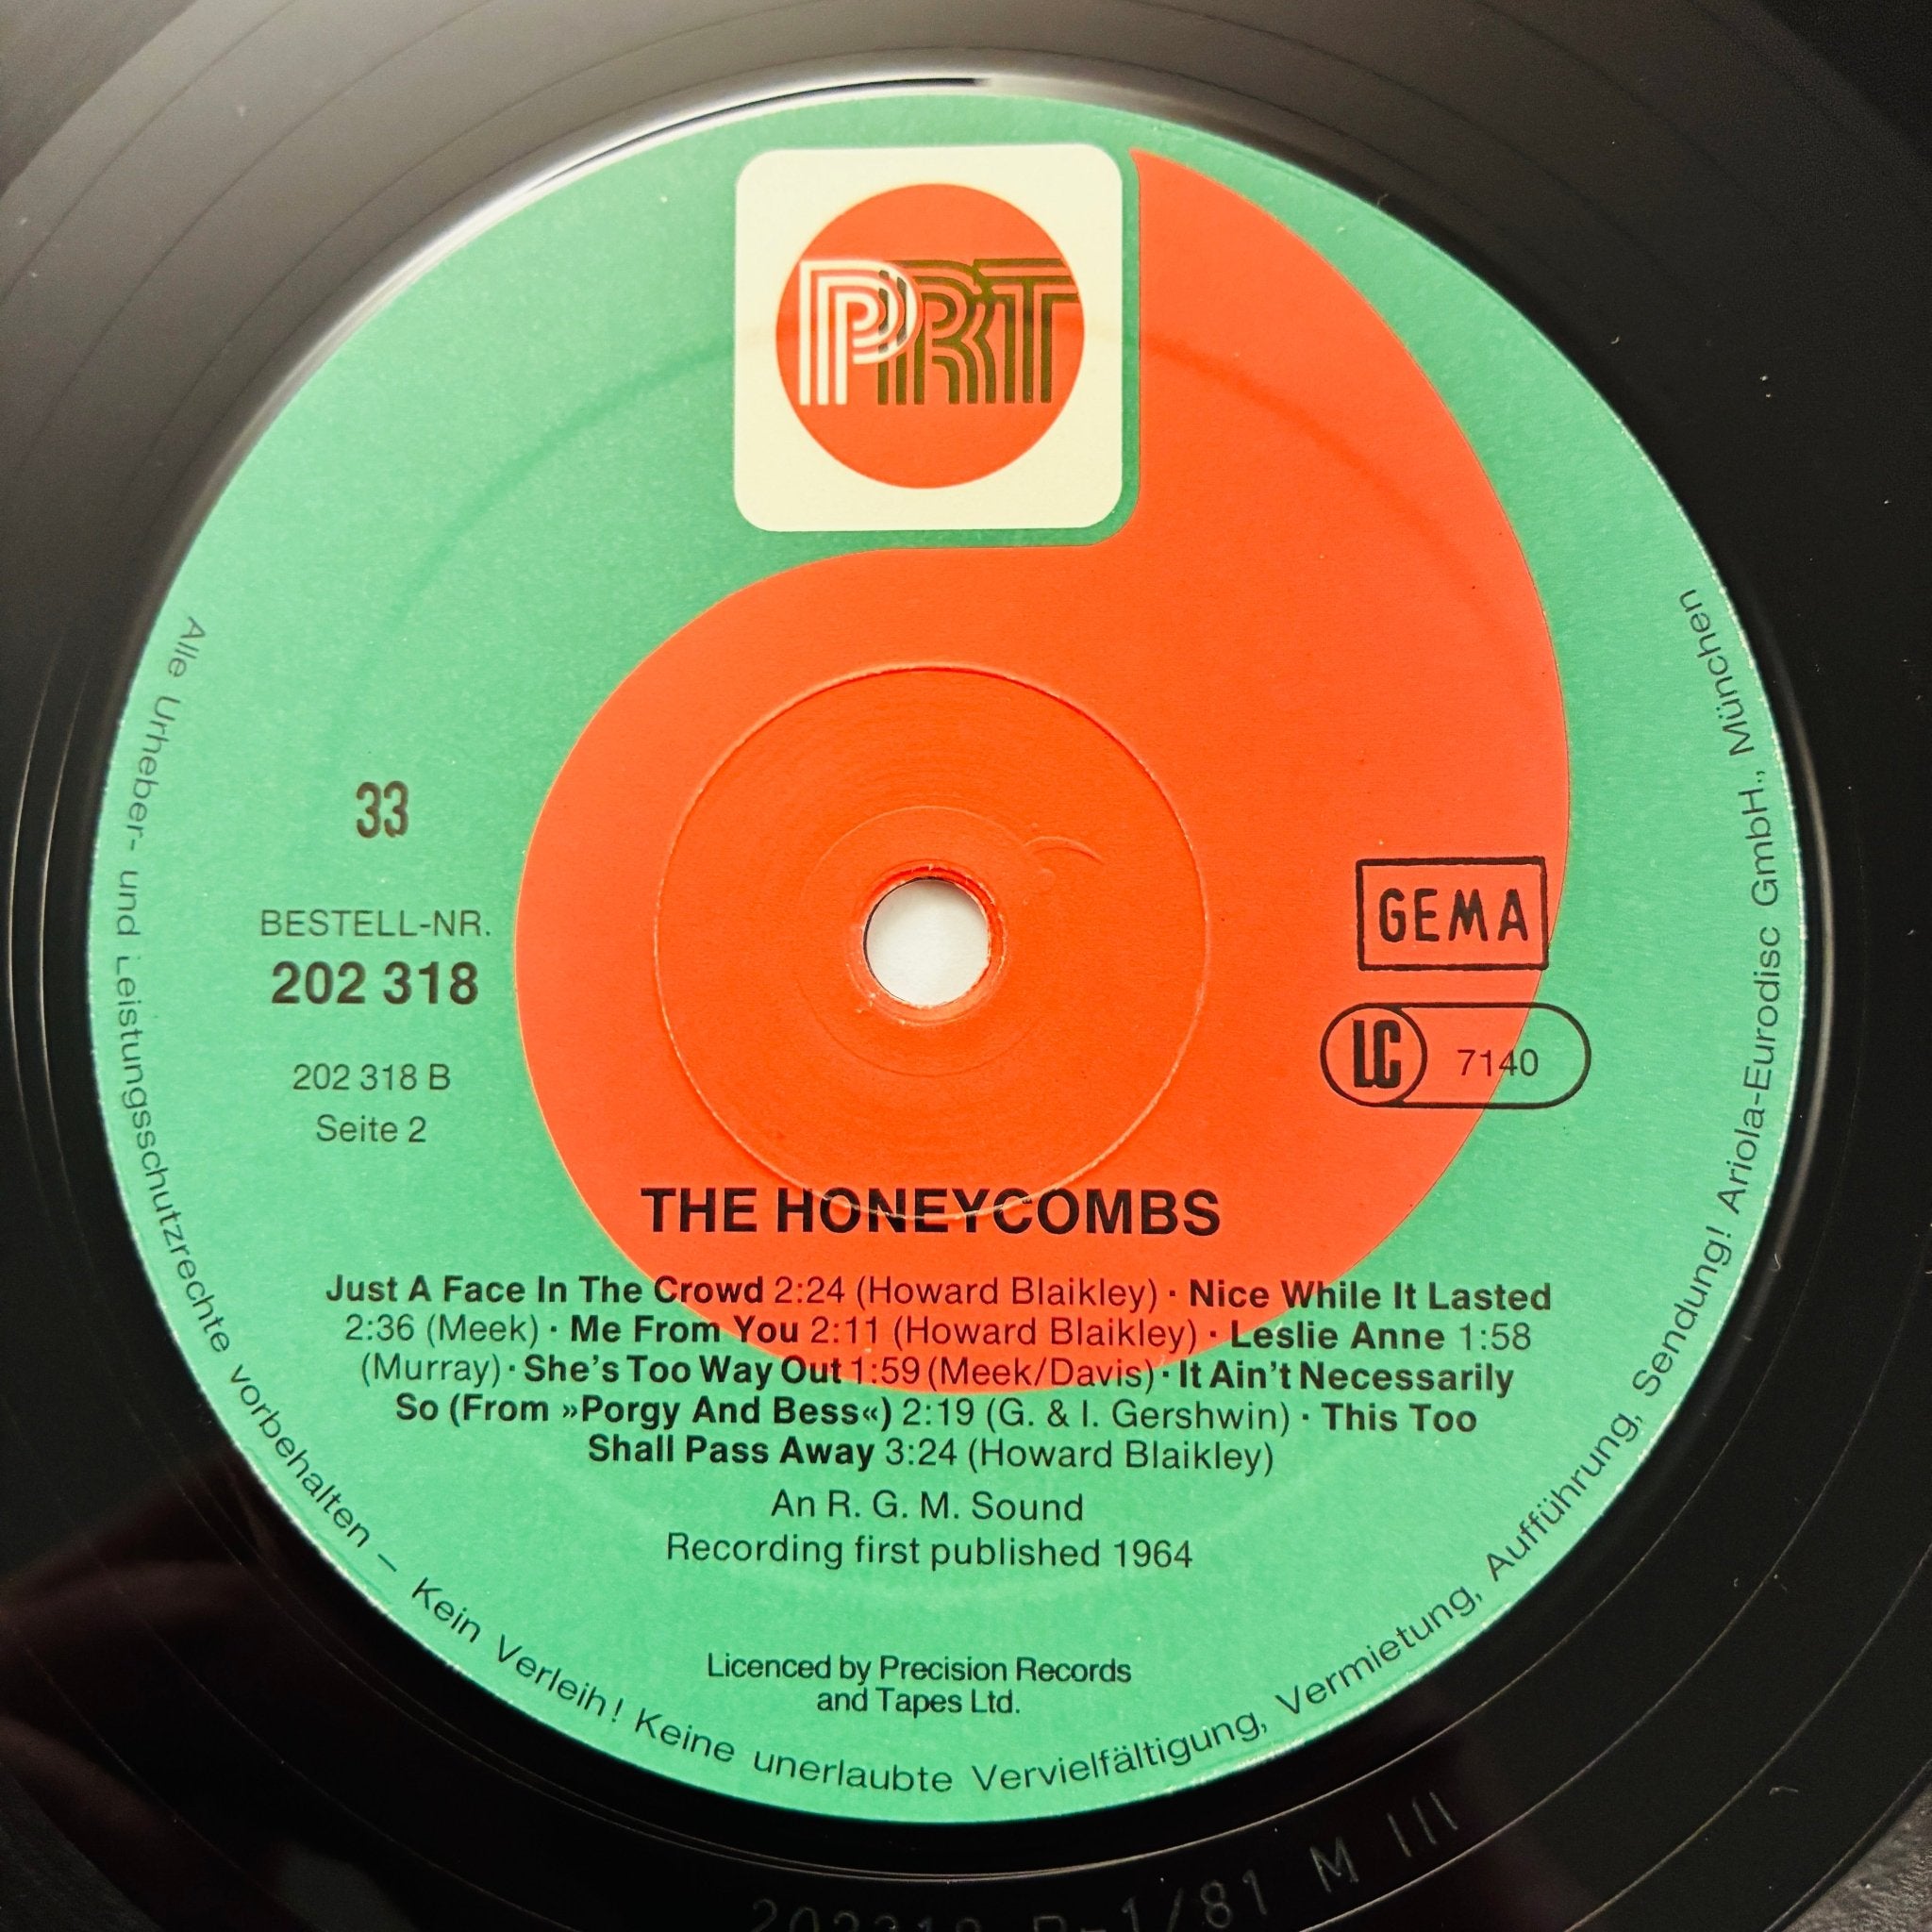 PRT
33
BESTELL-NR.
202 318
202 318 B
Seite 2
GEMA
LC 7140
THE HONEYCOMBS
Just A Face In The Crowd 2:24 (Howard Blaikley) · Nice While It Lasted
2:36 (Meek) · Me From You 2:11 (Howard Blaikley) · Leslie Anne 1:58
(Murray) · She's Too Way Out 1:59 (Meek/Davis) · It Ain't Necessarily
So (From »Porgy And Bess«) 2:19 (G. & I. Gershwin) · This Too
Shall Pass Away 3:24 (Howard Blaikley)
An R. G. M. Sound
Recording first published 1964
Licenced by Precision Records
and Tapes Ltd.
Alle Urheber- und Leistungsschutzrechte vorbehalten – Kein Verleih! Keine unerlaubte Vervielfältigung, Vermietung, Aufführung, Sendung! Ariola-Eurodisc GmbH., München
202318 B-1/81 M III